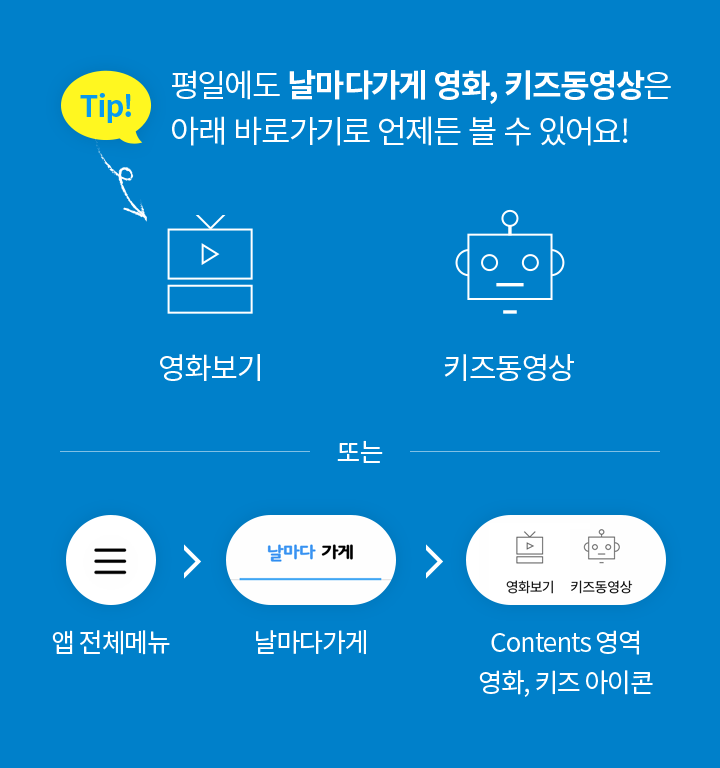 Tip!
평일에도 날마다가게 영화, 키즈동영상은
아래 바로가기로 언제든 볼 수 있어요!
영화보기
키즈동영상
또는
날마다 가게
영화보기 키즈동영상
앱 전체메뉴
날마다가게
Contents 영역
영화, 키즈 아이콘